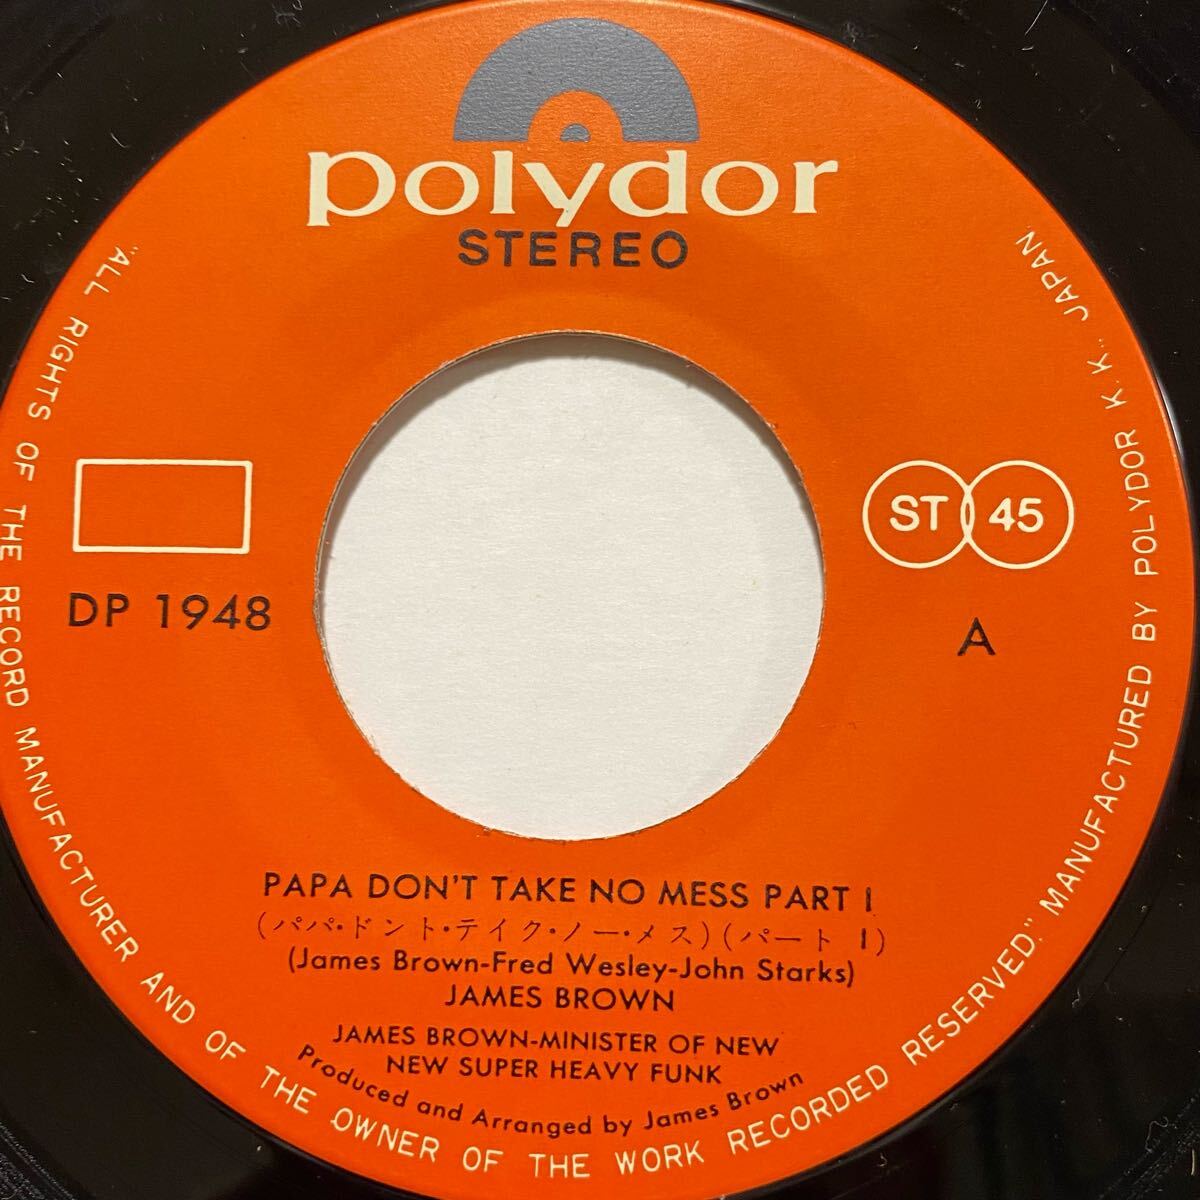 polydor
STEREO
ST 45
DP 1948
A
PAPA DON'T TAKE NO MESS PART I
(パパ・ドント・テイク・ノー・メス)(パート I)
(James Brown-Fred Wesley-John Starks)
JAMES BROWN
JAMES BROWN-MINISTER OF NEW
NEW SUPER HEAVY FUNK
Produced and Arranged by James Brown
"ALL RIGHTS OF THE RECORD MANUFACTURER AND OF THE OWNER OF THE WORK RECORDED RESERVED." MANUFACTURED BY POLYDOR K.K., JAPAN